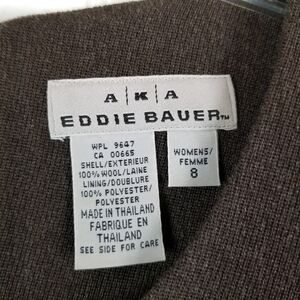 A|K|A
EDDIE BAUER™
WPL 9647
CA 00665
SHELL/EXTERIEUR
100% WOOL/LAINE
LINING/DOUBLURE
100% POLYESTER/
POLYESTER
MADE IN THAILAND
FABRIQUE EN
THAILAND
SEE SIDE FOR CARE
WOMENS/
FEMME
8